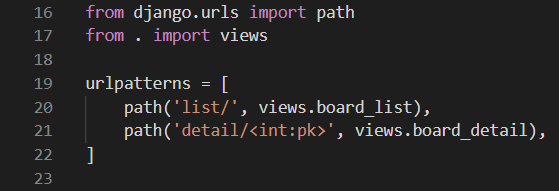 16 from django.urls import path
17 from . import views
18
19 urlpatterns = [
20     path('list/', views.board_list),
21     path('detail/<int:pk>', views.board_detail),
22 ]
23